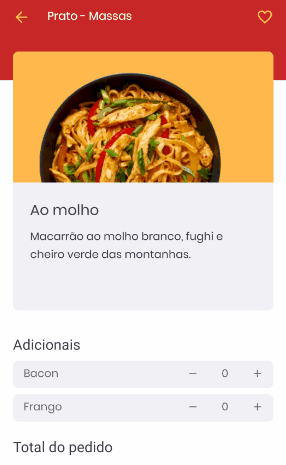 Prato - Massas
Ao molho
Macarrão ao molho branco, fughi e
cheiro verde das montanhas.
Adicionais
Bacon − 0 +
Frango − 0 +
Total do pedido